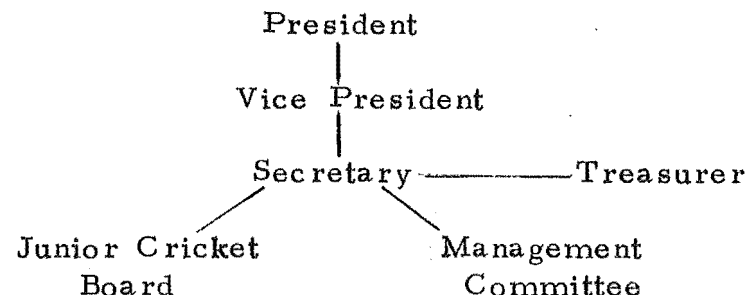 President
Vice President
Secretary Treasurer
Junior Cricket Management
Board Committee